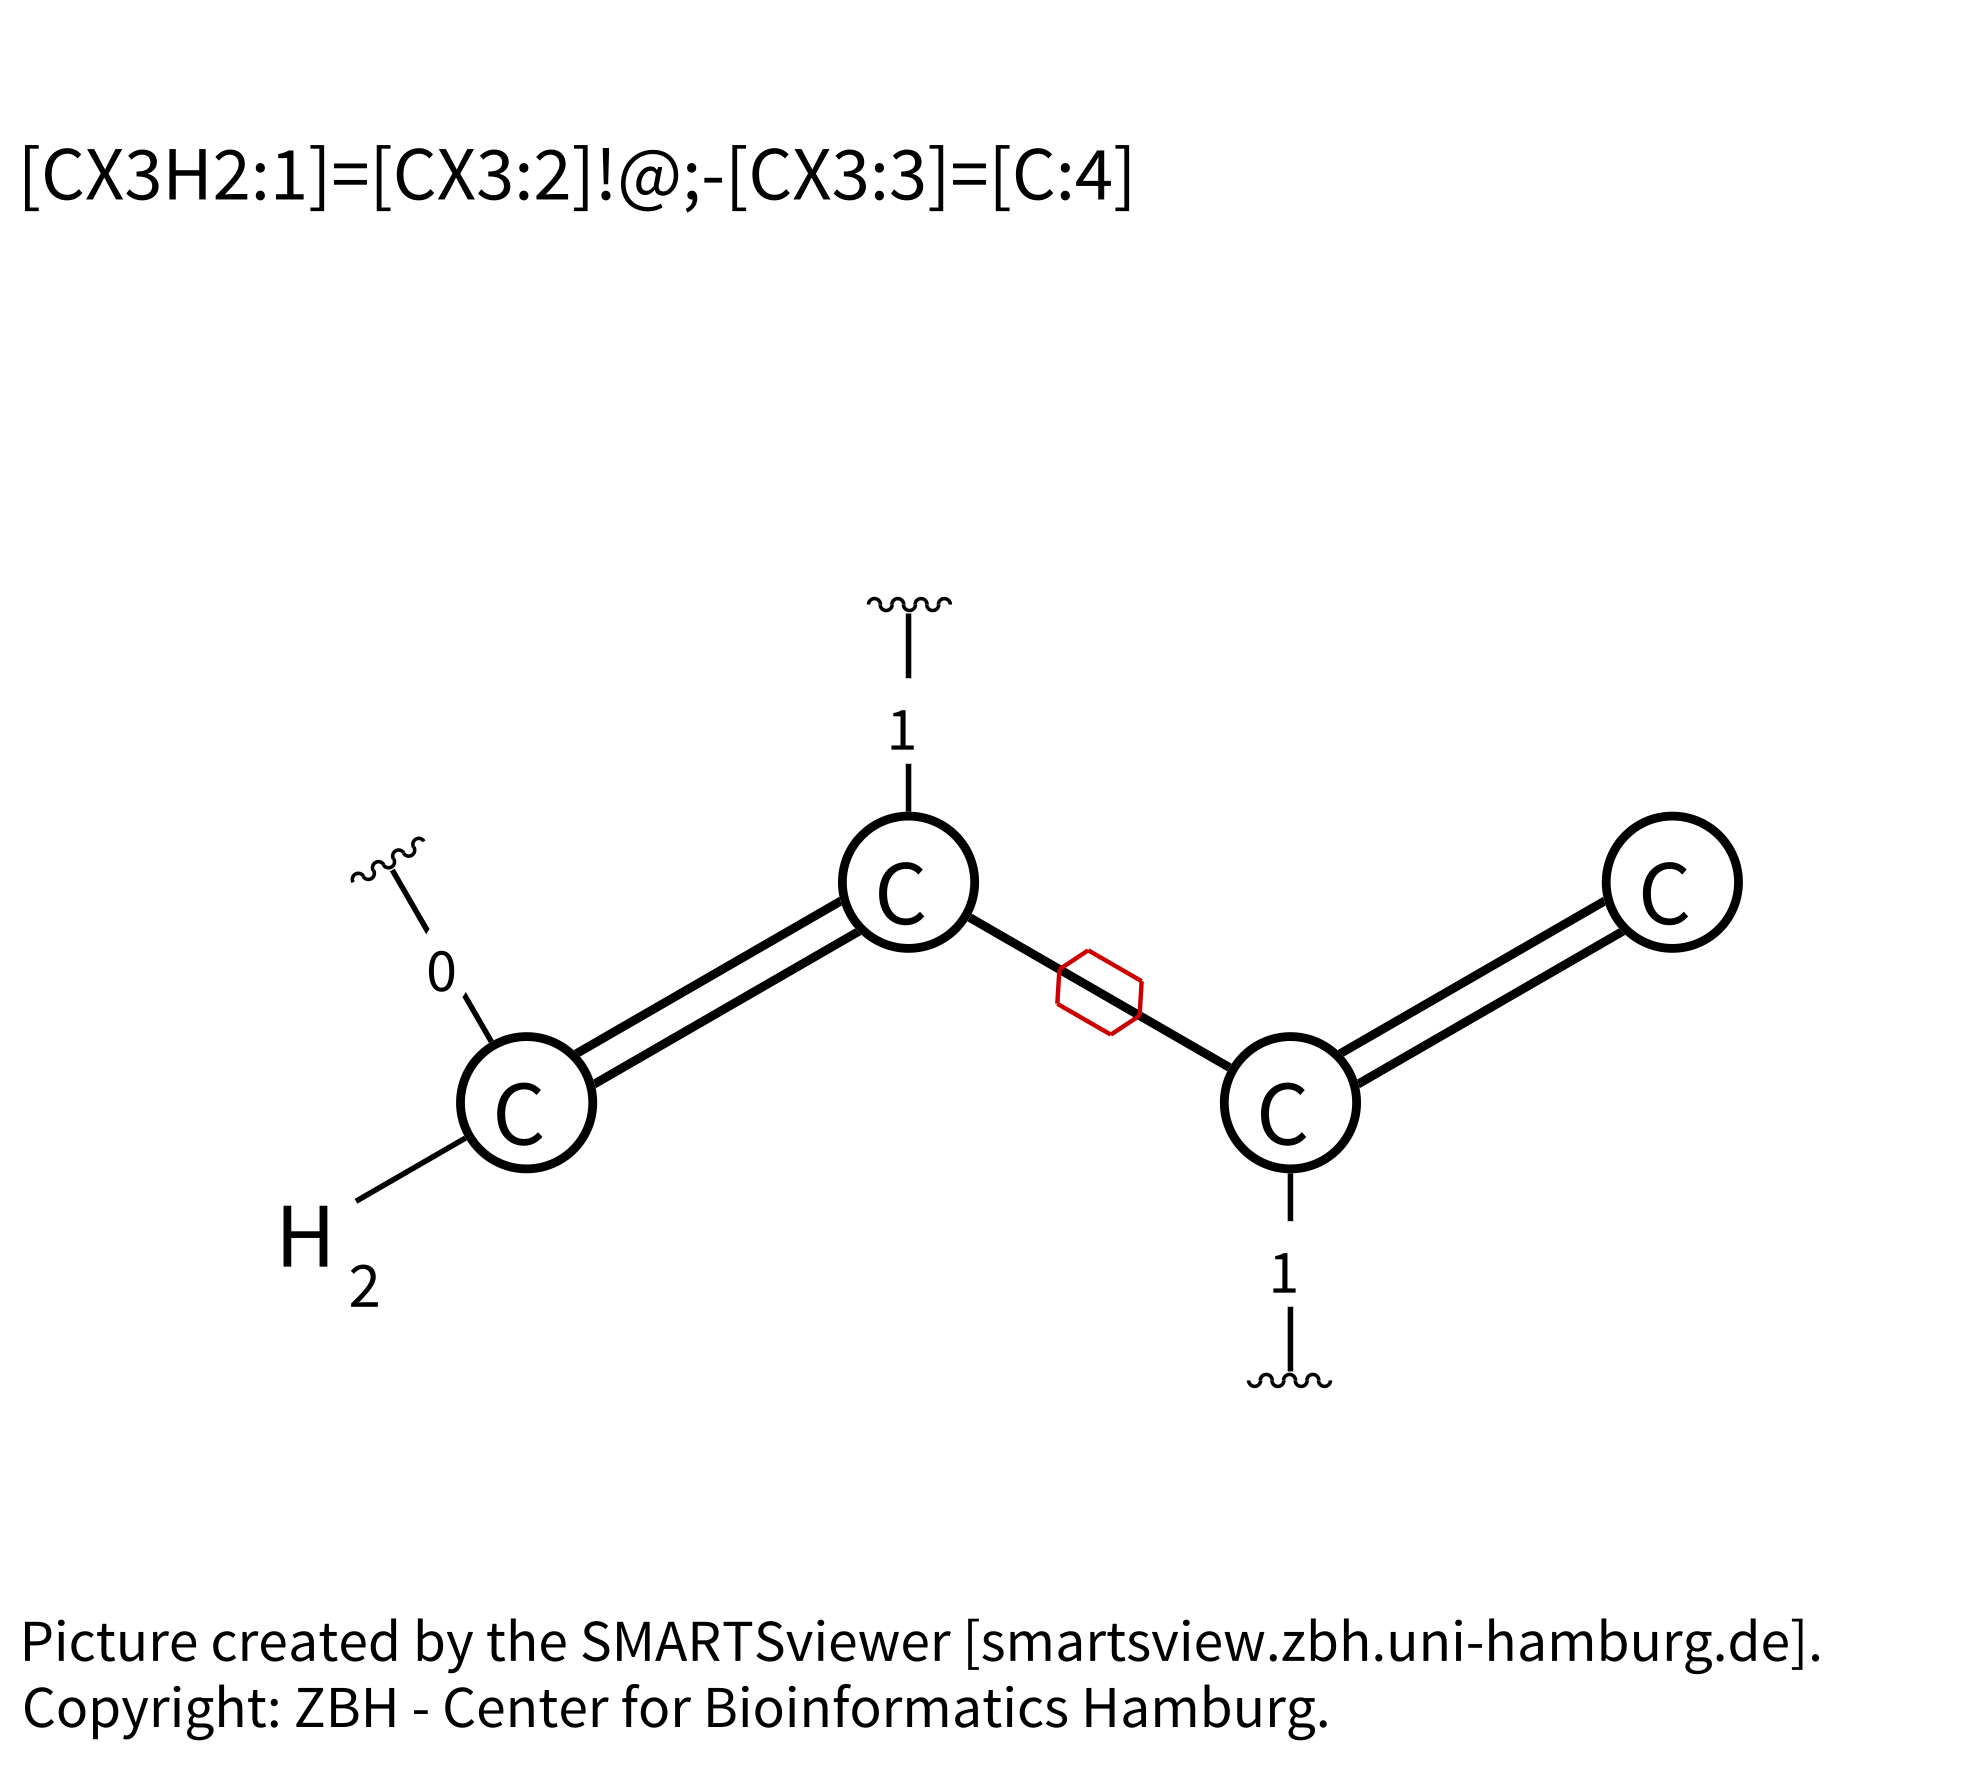 [CX3H2:1]=[CX3:2]!@;-[CX3:3]=[C:4]
1
C
C
0
C
C
H2
1
Picture created by the SMARTSviewer [smartsview.zbh.uni-hamburg.de].
Copyright: ZBH - Center for Bioinformatics Hamburg.